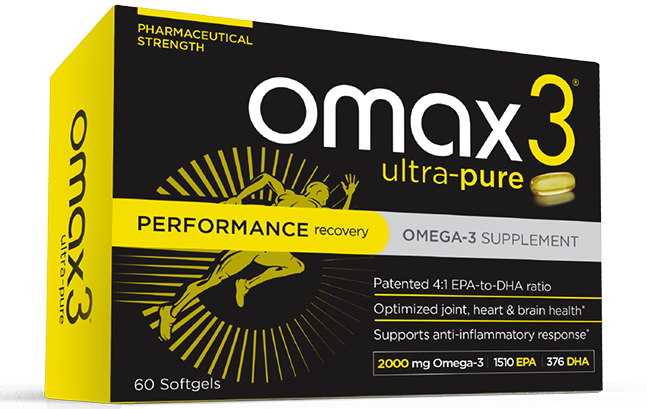 PHARMACEUTICAL
STRENGTH
omax3®
ultra-pure
PERFORMANCE recovery
OMEGA-3 SUPPLEMENT
Patented 4:1 EPA-to-DHA ratio
Optimized joint, heart & brain health*
Supports anti-inflammatory response*
2000 mg Omega-3 | 1510 EPA | 376 DHA
60 Softgels
omax3®
ultra-pure